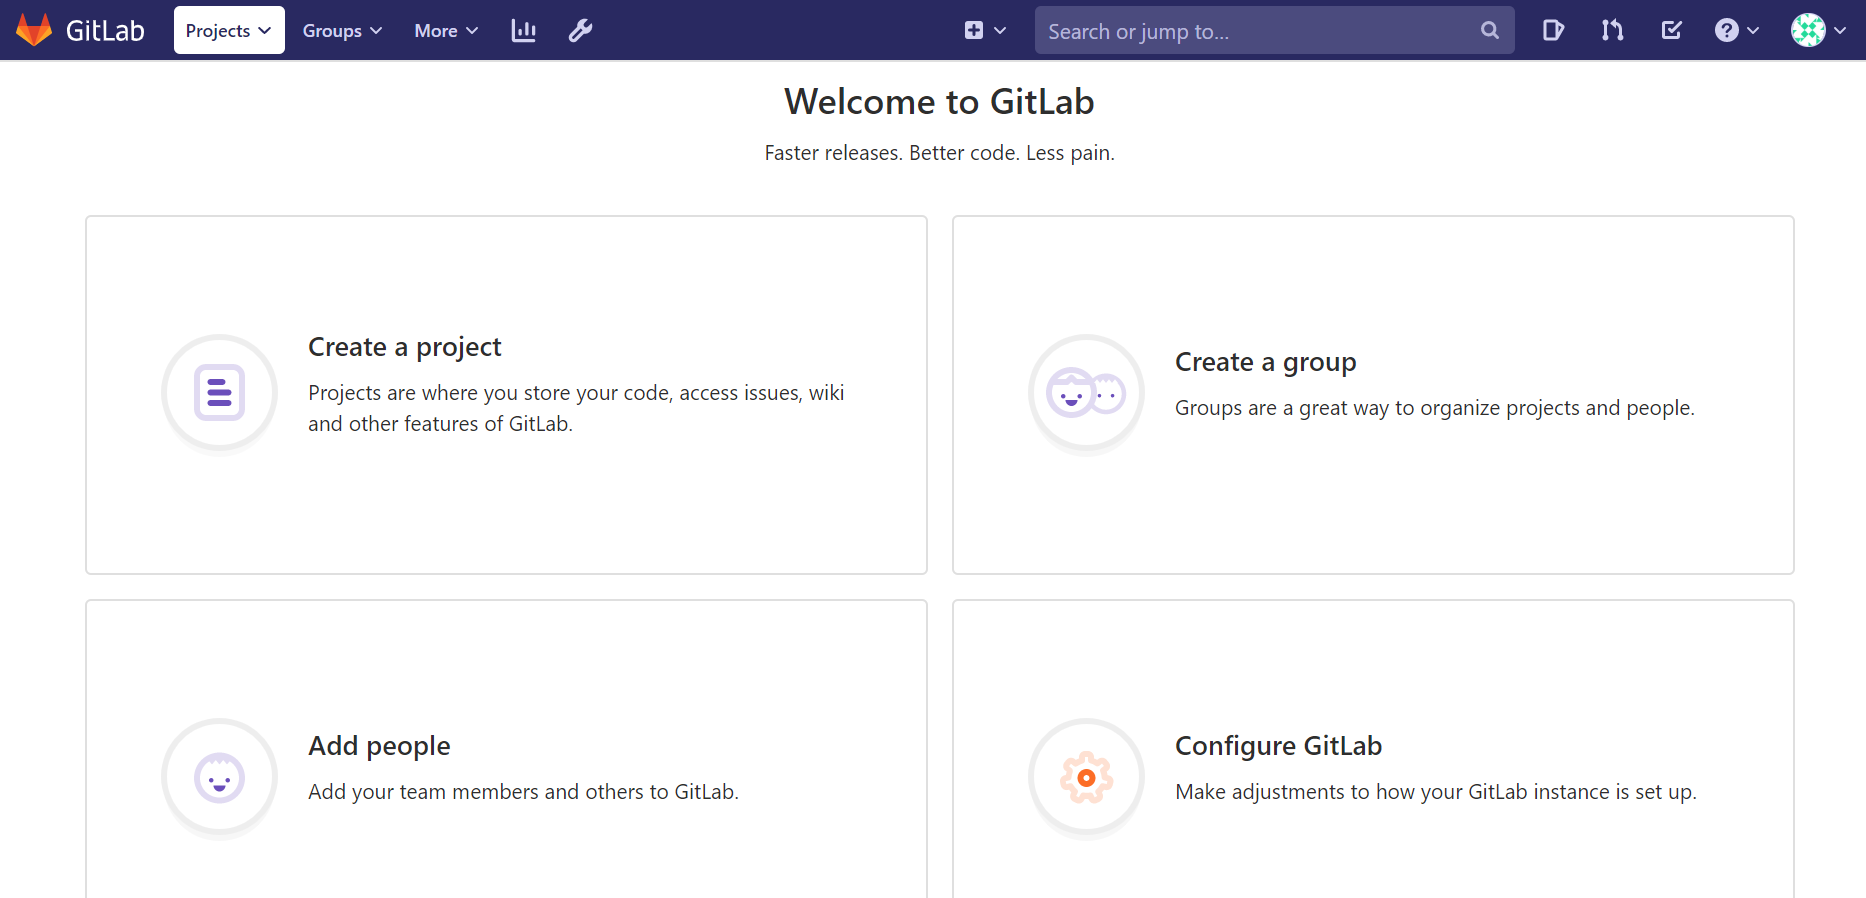 GitLab Projects Groups More Search or jump to...
Welcome to GitLab
Faster releases. Better code. Less pain.
Create a project
Projects are where you store your code, access issues, wiki
and other features of GitLab.
Create a group
Groups are a great way to organize projects and people.
Add people
Add your team members and others to GitLab.
Configure GitLab
Make adjustments to how your GitLab instance is set up.